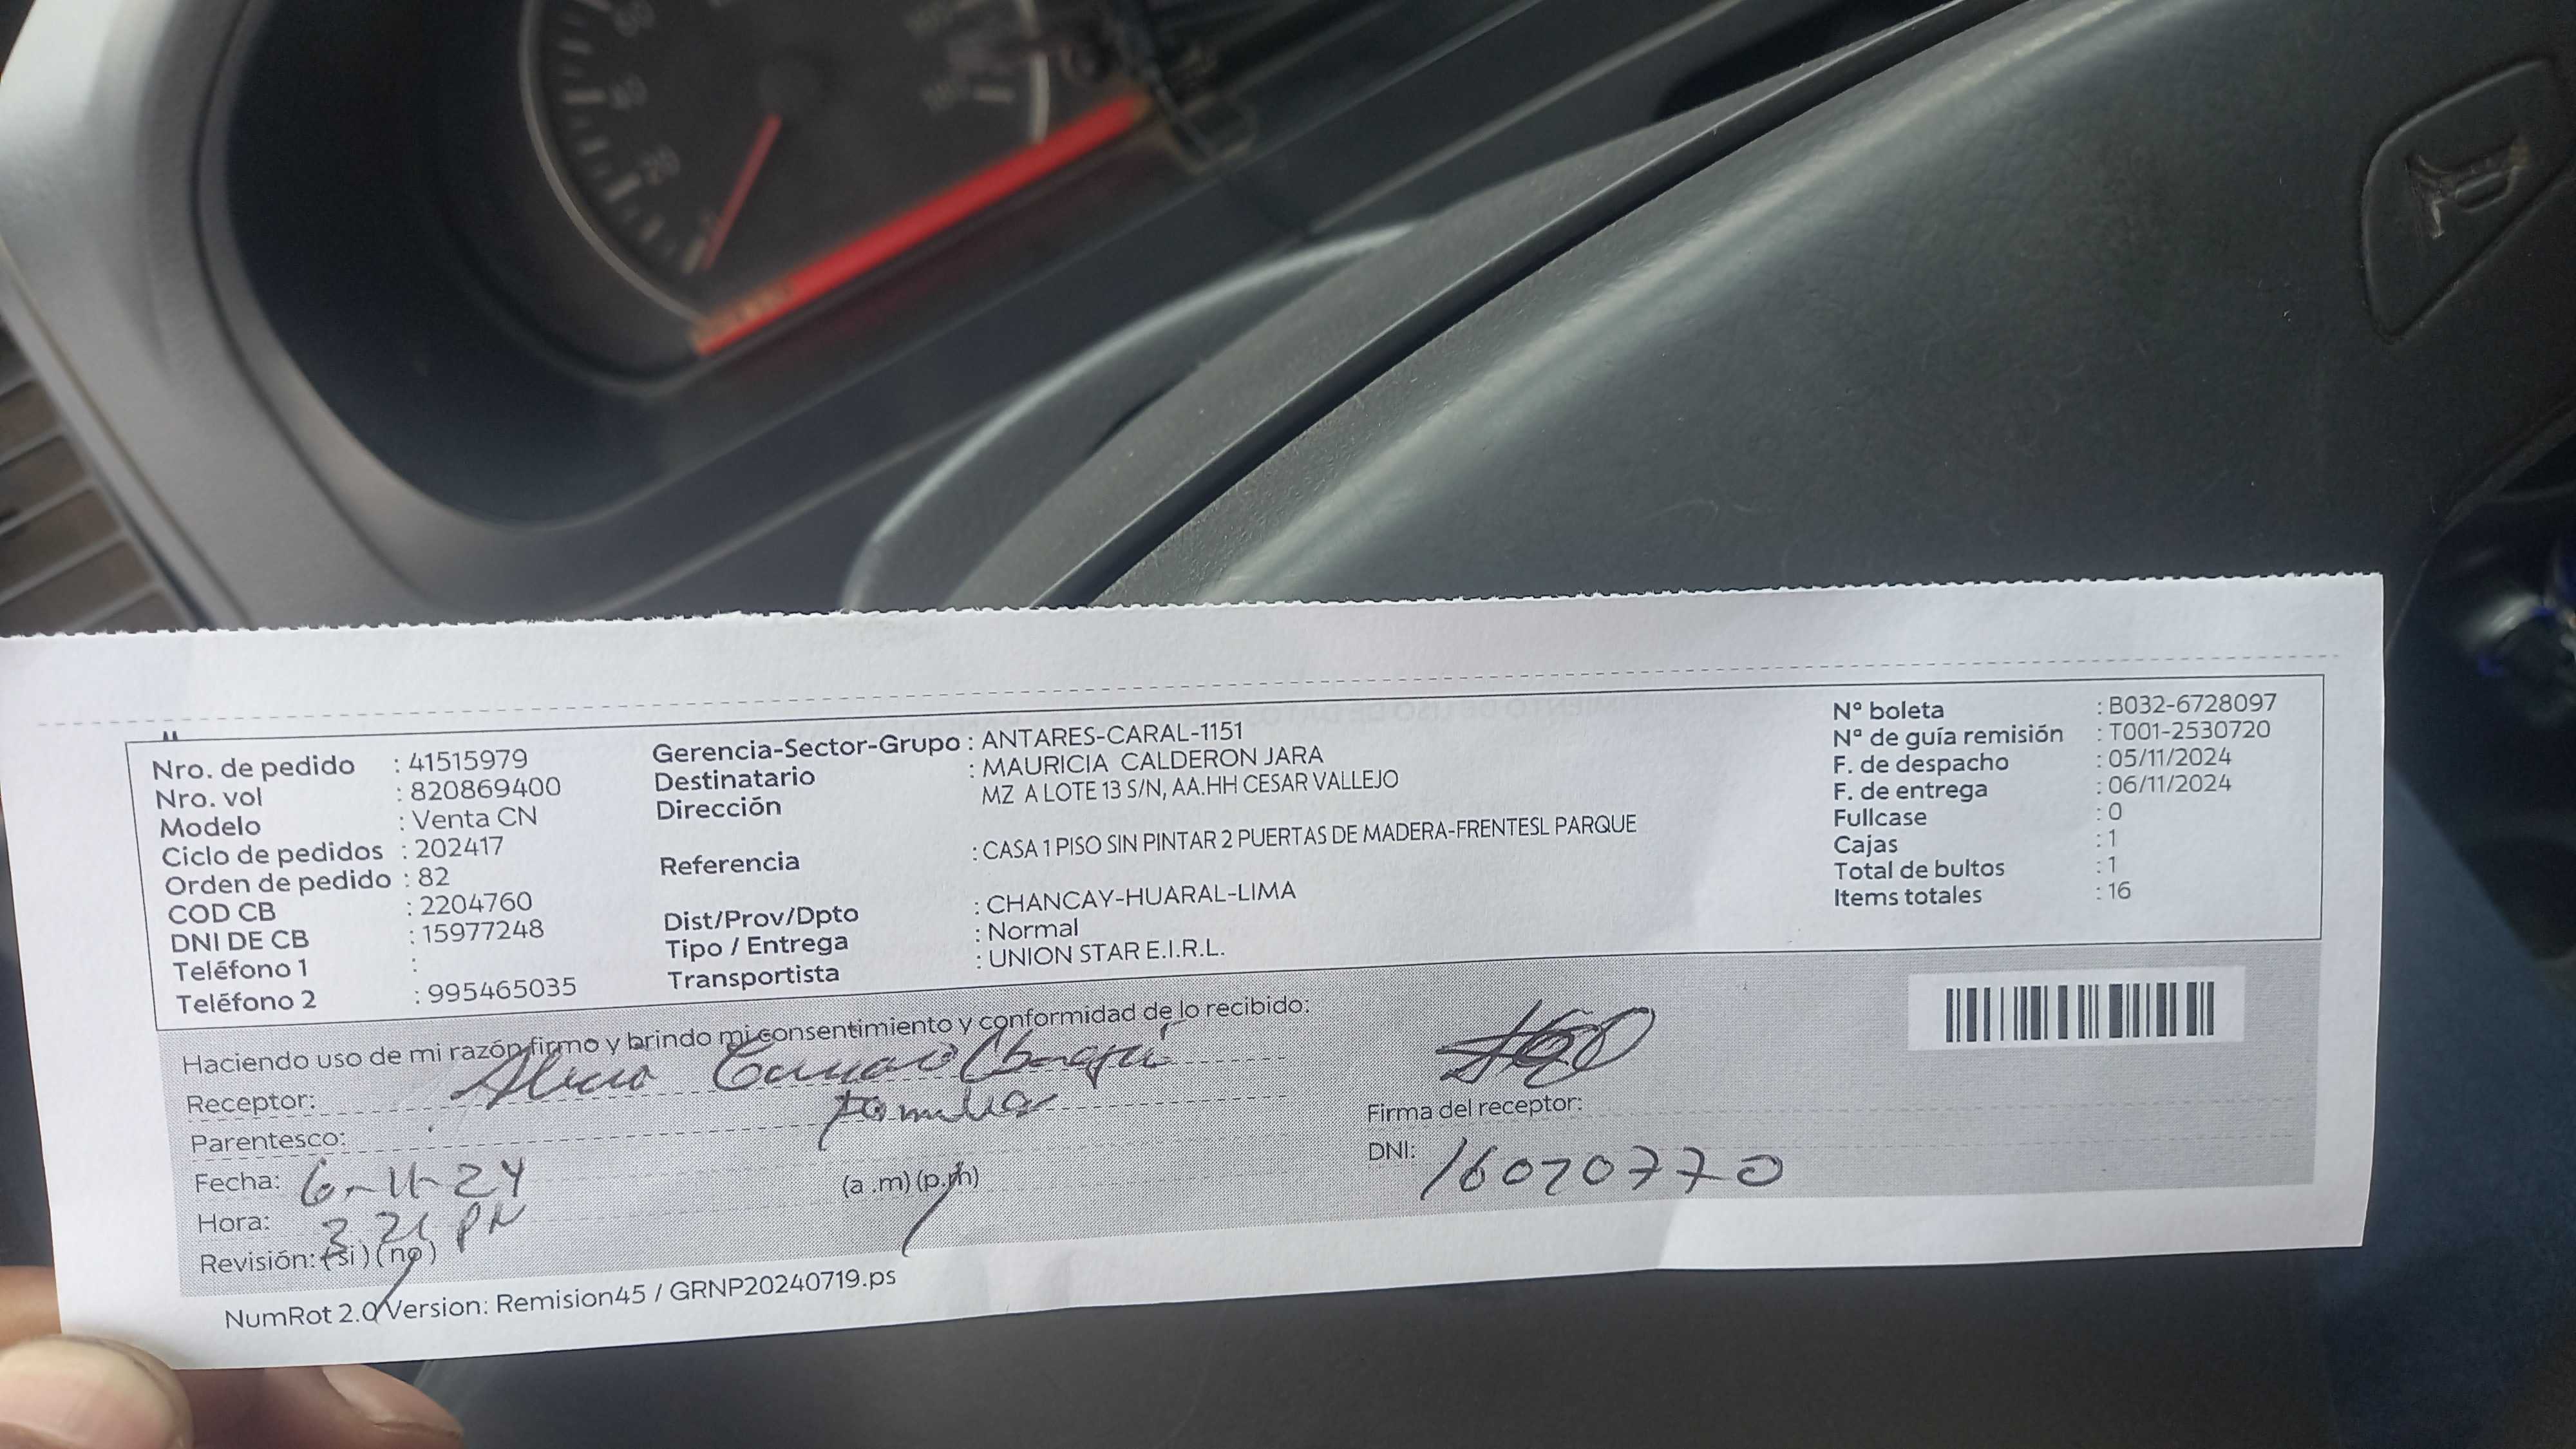 Nro. de pedido : 41515979
Nro. vol : 820869400
Modelo : Venta CN
Ciclo de pedidos : 202417
Orden de pedido : 82
COD CB : 2204760
DNI DE CB : 15977248
Teléfono 1 :
Teléfono 2 : 995465035
Gerencia-Sector-Grupo : ANTARES-CARAL-1151
Destinatario : MAURICIA CALDERON JARA
Dirección MZ A LOTE 13 S/N, AA.HH CESAR VALLEJO
Referencia : CASA 1 PISO SIN PINTAR 2 PUERTAS DE MADERA-FRENTESL PARQUE
Dist/Prov/Dpto : CHANCAY-HUARAL-LIMA
Tipo / Entrega : Normal
Transportista : UNION STAR E.I.R.L.
N° boleta : B032-6728097
N° de guía remisión : T001-2530720
F. de despacho : 05/11/2024
F. de entrega : 06/11/2024
Fullcase : 0
Cajas : 1
Total de bultos : 1
Items totales : 16
Haciendo uso de mi razón firmo y brindo mi consentimiento y conformidad de lo recibido:
Receptor:
Parentesco: Familia
Fecha: 6-11-24
Hora: 3 21 PM (a .m) (p.m)
Revisión: (si) (no)
Firma del receptor:
DNI: 16070770
NumRot 2.0 Version: Remision45 / GRNP20240719.ps